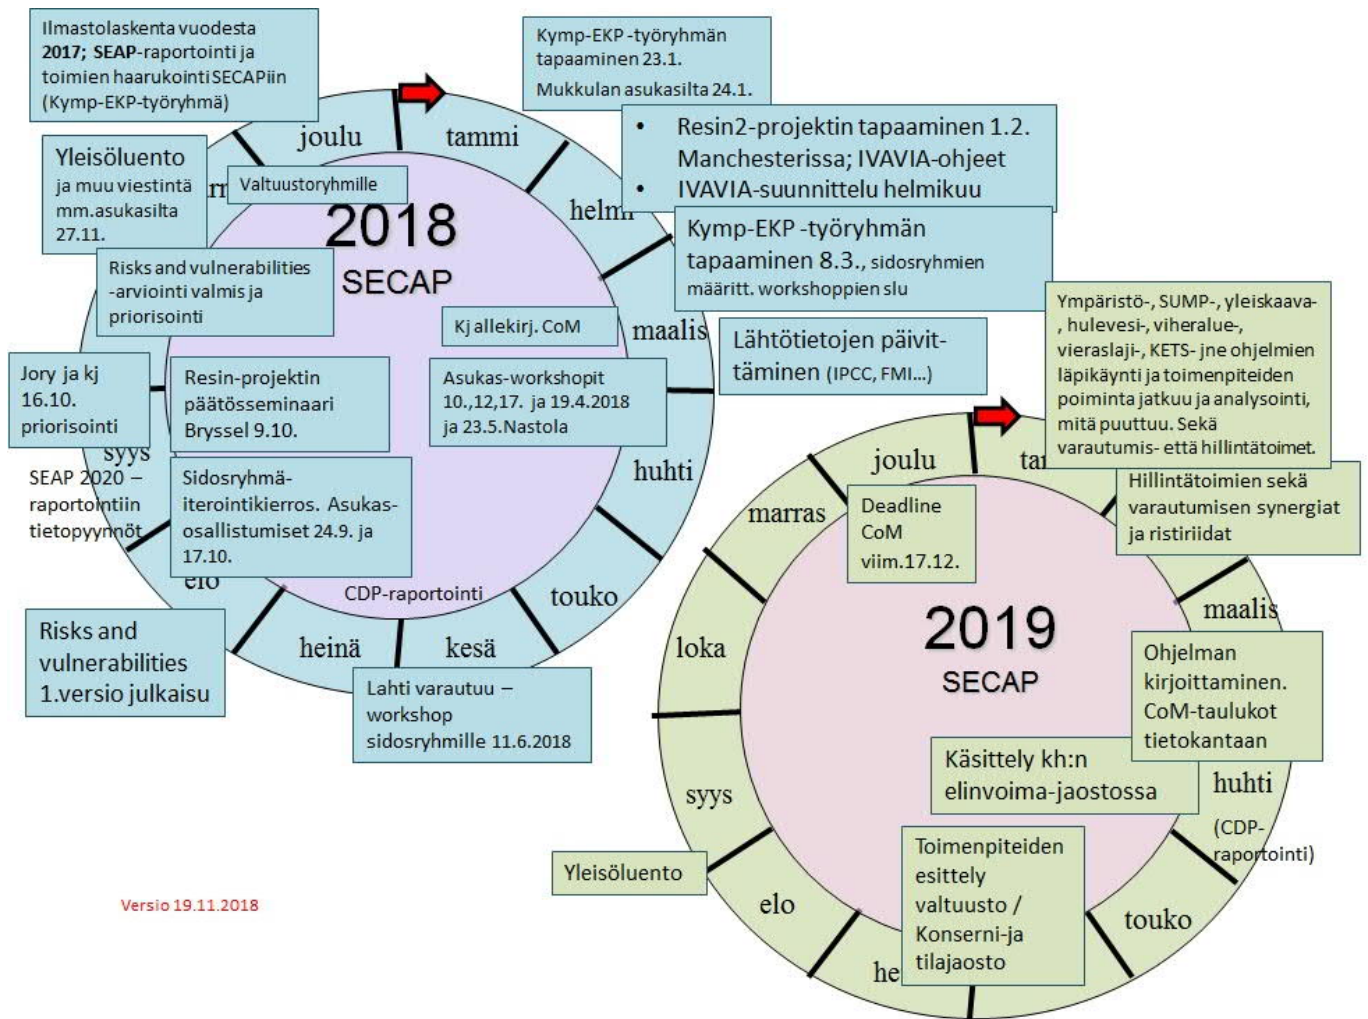 Ilmastolaskenta vuodesta
2017; SEAP-raportointi ja
toimien haarukointi SECAPiin
(Kymp-EKP-työryhmä)
Kymp-EKP -työryhmän
tapaaminen 23.1.
Mukkulan asukasilta 24.1.
• Resin2-projektin tapaaminen 1.2.
Manchesterissa; IVAVIA-ohjeet
• IVAVIA-suunnittelu helmikuu
joulu
tammi
helmi
Yleisöluento
ja muu viestintä
mm.asukasilta
27.11.
Valtuustoryhmille
2018
SECAP
Kymp-EKP -työryhmän
tapaaminen 8.3., sidosryhmien
määritt. workshoppien slu
Risks and vulnerabilities
-arviointi valmis ja
priorisointi
Kj allekirj. CoM
maalis
Lähtötietojen päivit-
täminen (IPCC, FMI...)
Jory ja kj
16.10.
priorisointi
Resin-projektin
päätösseminaari
Bryssel 9.10.
Asukas-workshopit
10.,12,17. ja 19.4.2018
ja 23.5.Nastola
syys
huhti
SEAP 2020 –
raportointiin
tietopyynnöt
Sidosryhmä-
iterointikierros. Asukas-
osallistumiset 24.9. ja
17.10.
elo
CDP-raportointi
touko
heinä
kesä
Risks and
vulnerabilities
1.versio julkaisu
Lahti varautuu –
workshop
sidosryhmille 11.6.2018
Ympäristö-, SUMP-, yleiskaava-
, hulevesi-, viheralue-,
vieraslaji-, KETS- jne ohjelmien
läpikäynti ja toimenpiteiden
poiminta jatkuu ja analysointi,
mitä puuttuu. Sekä
varautumis- että hillintätoimet.
joulu
marras
Deadline
CoM
viim.17.12.
Hillintätoimien sekä
varautumisen synergiat
ja ristiriidat
maalis
2019
SECAP
loka
Ohjelman
kirjoittaminen.
CoM-taulukot
tietokantaan
Käsittely kh:n
elinvoima-jaostossa
huhti
(CDP-
raportointi)
syys
Yleisöluento
Toimenpiteiden
esittely
valtuusto /
Konserni-ja
tilajaosto
elo
touko
he
Versio 19.11.2018